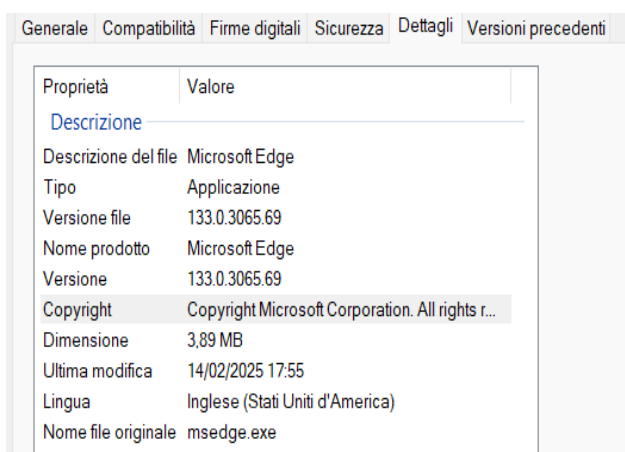 Generale Compatibilità Firme digitali Sicurezza Dettagli Versioni precedenti
Proprietà Valore
Descrizione
Descrizione del file Microsoft Edge
Tipo Applicazione
Versione file 133.0.3065.69
Nome prodotto Microsoft Edge
Versione 133.0.3065.69
Copyright Copyright Microsoft Corporation. All rights r...
Dimensione 3,89 MB
Ultima modifica 14/02/2025 17:55
Lingua Inglese (Stati Uniti d'America)
Nome file originale msedge.exe